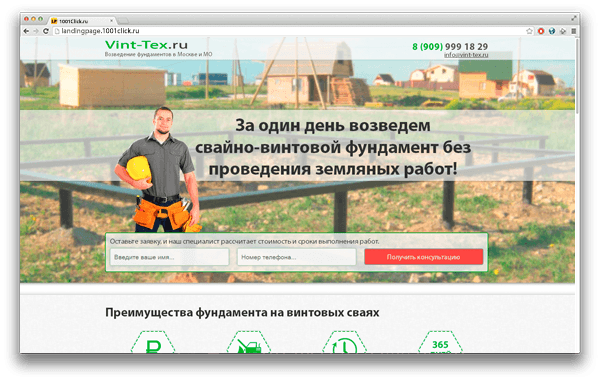 1001Click.ru
landingpage.1001click.ru
Vint-Tex.ru
Возведение фундаментов в Москве и МО
8 (909) 999 18 29
info@vint-tex.ru
За один день возведем
свайно-винтовой фундамент без
проведения земляных работ!
Оставьте заявку, и наш специалист рассчитает стоимость и сроки выполнения работ.
Введите ваше имя...
Номер телефона...
Получить консультацию
Преимущества фундамента на винтовых сваях
365